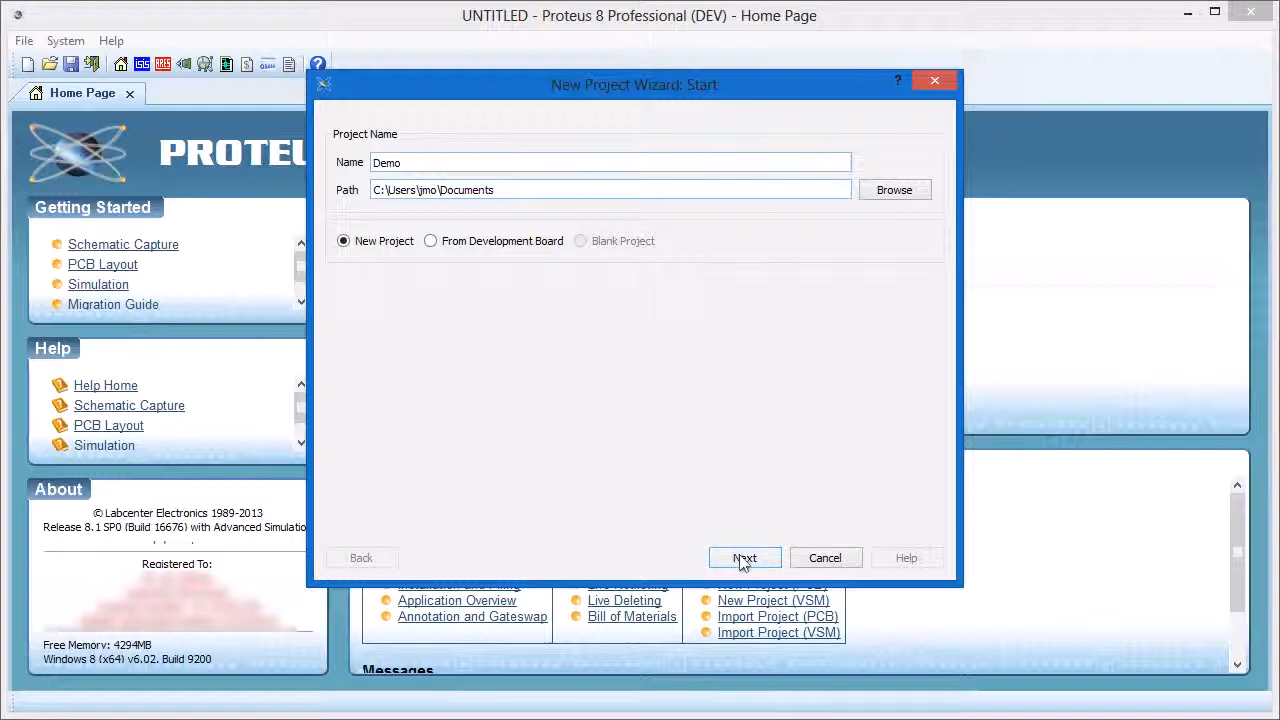 UNTITLED - Proteus 8 Professional (DEV) - Home Page
File System Help
Home Page
New Project Wizard: Start
PROTEU
Project Name
Name Demo
Path C:\Users\jmo\Documents Browse
New Project From Development Board Blank Project
Back Next Cancel Help
Getting Started
Schematic Capture
PCB Layout
Simulation
Migration Guide
Help
Help Home
Schematic Capture
PCB Layout
Simulation
About
© Labcenter Electronics 1989-2013
Release 8.1 SP0 (Build 16676) with Advanced Simulatio
Registered To:
Free Memory: 4294MB
Windows 8 (x64) v6.02, Build 9200
Application Overview Live Deleting New Project (VSM)
Annotation and Gateswap Bill of Materials Import Project (PCB)
Import Project (VSM)
Messages